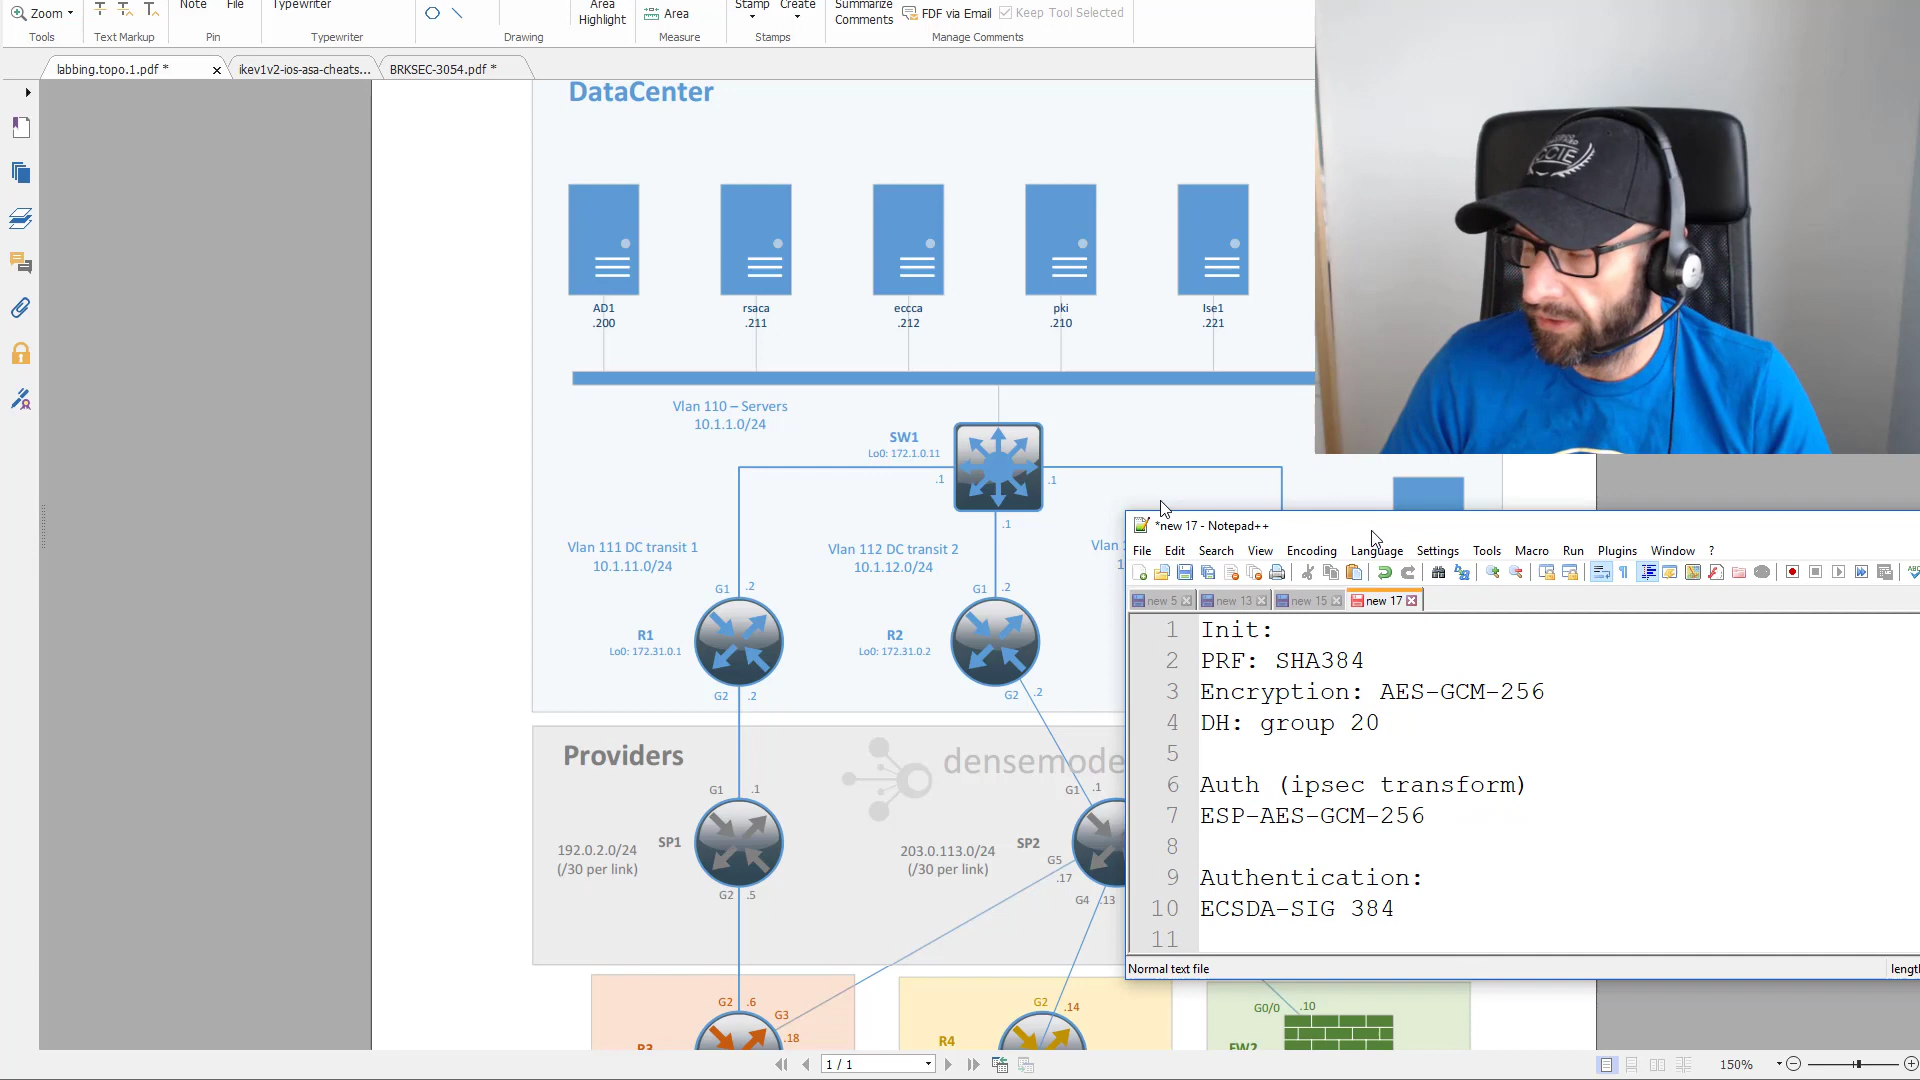 Zoom
Note
File
Typewriter
Area
Highlight
Area
Stamp
Create
Summarize
Comments
FDF via Email
Keep Tool Selected
Tools
Text Markup
Pin
Typewriter
Drawing
Measure
Stamps
Manage Comments
labbing.topo.1.pdf *
ikev1v2-ios-asa-cheats...
BRKSEC-3054.pdf *
DataCenter
CCIE
AD1
.200
rsaca
.211
eccca
.212
pki
.210
Ise1
.221
Vlan 110 – Servers
10.1.1.0/24
SW1
Lo0: 172.1.0.11
.1
.1
.1
Vlan 111 DC transit 1
10.1.11.0/24
Vlan 112 DC transit 2
10.1.12.0/24
Vlan
G1
.2
G1
.2
R1
Lo0: 172.31.0.1
R2
Lo0: 172.31.0.2
G2
.2
G2
.2
Providers
densemode
G1
.1
G1
.1
192.0.2.0/24
(/30 per link)
SP1
203.0.113.0/24
(/30 per link)
SP2
G5
.17
G2
.5
G4
.13
G2
.6
G3
.18
R3
G2
.14
R4
G0/0
.10
FW2
*new 17 - Notepad++
File Edit Search View Encoding Language Settings Tools Macro Run Plugins Window ?
new 5
new 13
new 15
new 17
1 Init:
2 PRF: SHA384
3 Encryption: AES-GCM-256
4 DH: group 20
5
6 Auth (ipsec transform)
7 ESP-AES-GCM-256
8
9 Authentication:
10 ECSDA-SIG 384
11
Normal text file
1 / 1
150%